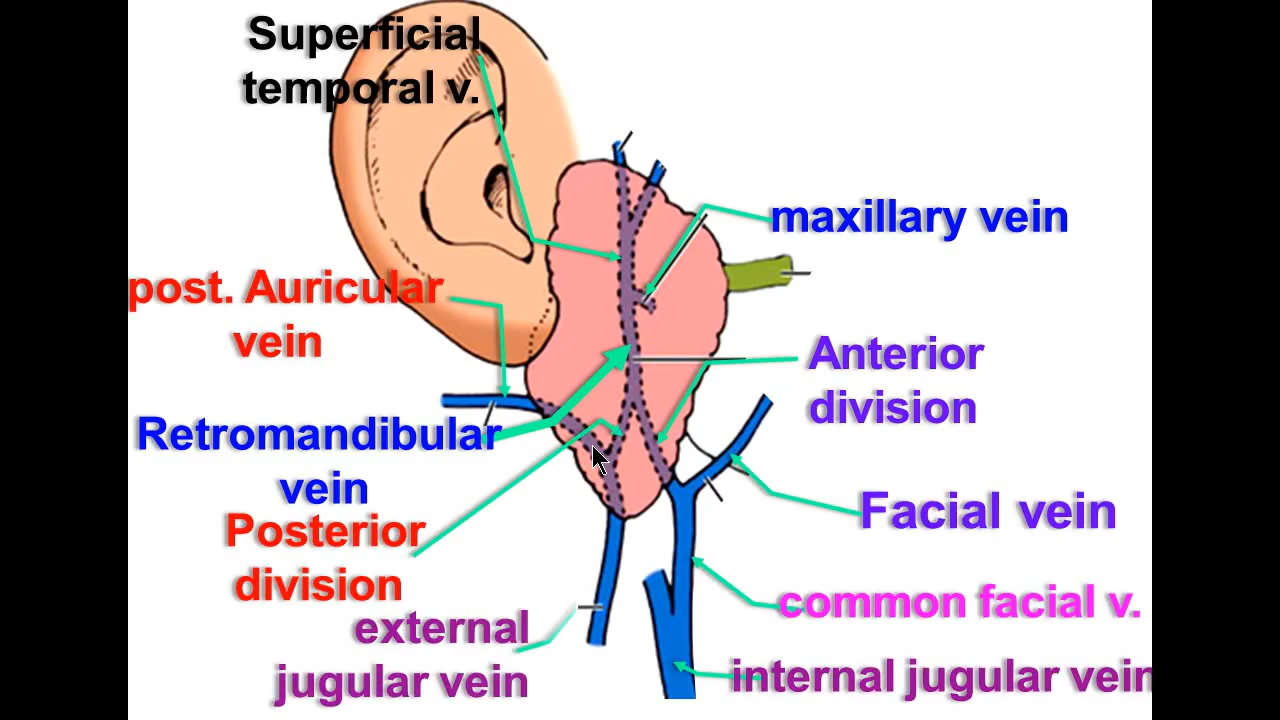 Superficial
temporal v.
maxillary vein
post. Auricular
vein
Anterior
division
Retromandibular
vein
Facial vein
Posterior
division
common facial v.
external
jugular vein
internal jugular vein